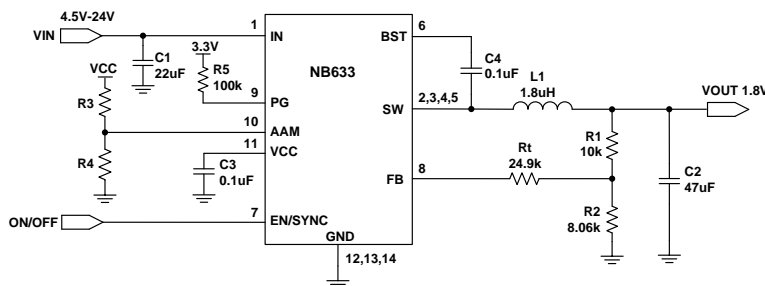 4.5V-24V
VIN
1
IN
C1
22uF
3.3V
R5
100k
VCC
R3
9
PG
10
AAM
R4
11
VCC
C3
0.1uF
ON/OFF
7
EN/SYNC
NB633
GND
12,13,14
BST
6
C4
0.1uF
SW
2,3,4,5
L1
1.8uH
VOUT 1.8V
R1
10k
FB
8
Rt
24.9k
R2
8.06k
C2
47uF